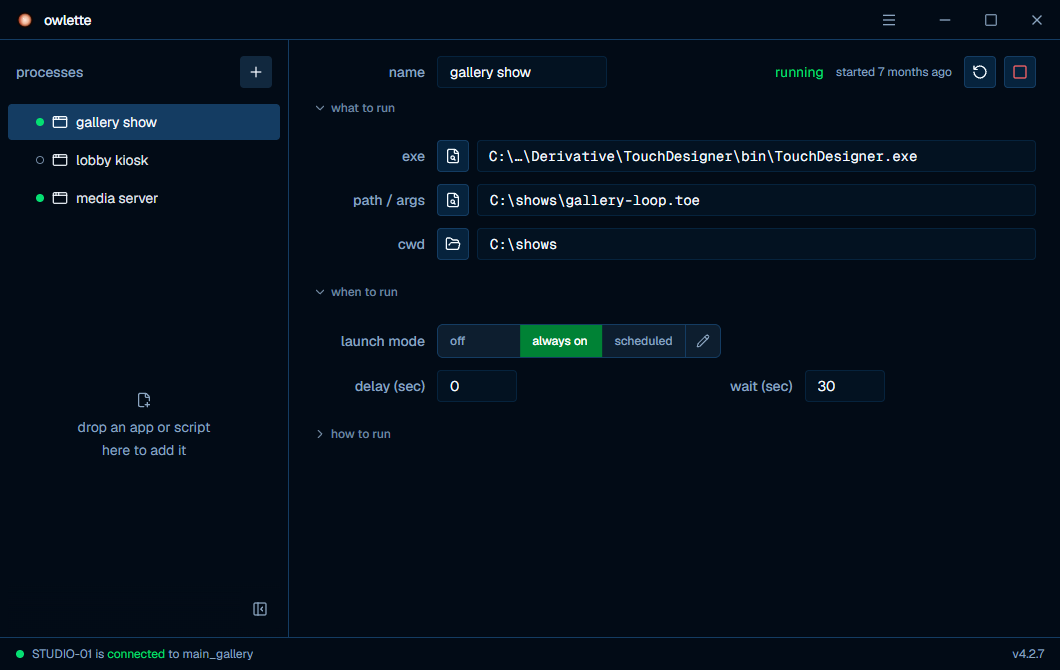 owlette
processes
gallery show
lobby kiosk
media server
drop an app or script
here to add it
name gallery show running started 7 months ago
what to run
exe C:\…\Derivative\TouchDesigner\bin\TouchDesigner.exe
path / args C:\shows\gallery-loop.toe
cwd C:\shows
when to run
launch mode off always on scheduled
delay (sec) 0 wait (sec) 30
how to run
STUDIO-01 is connected to main_gallery v4.2.7